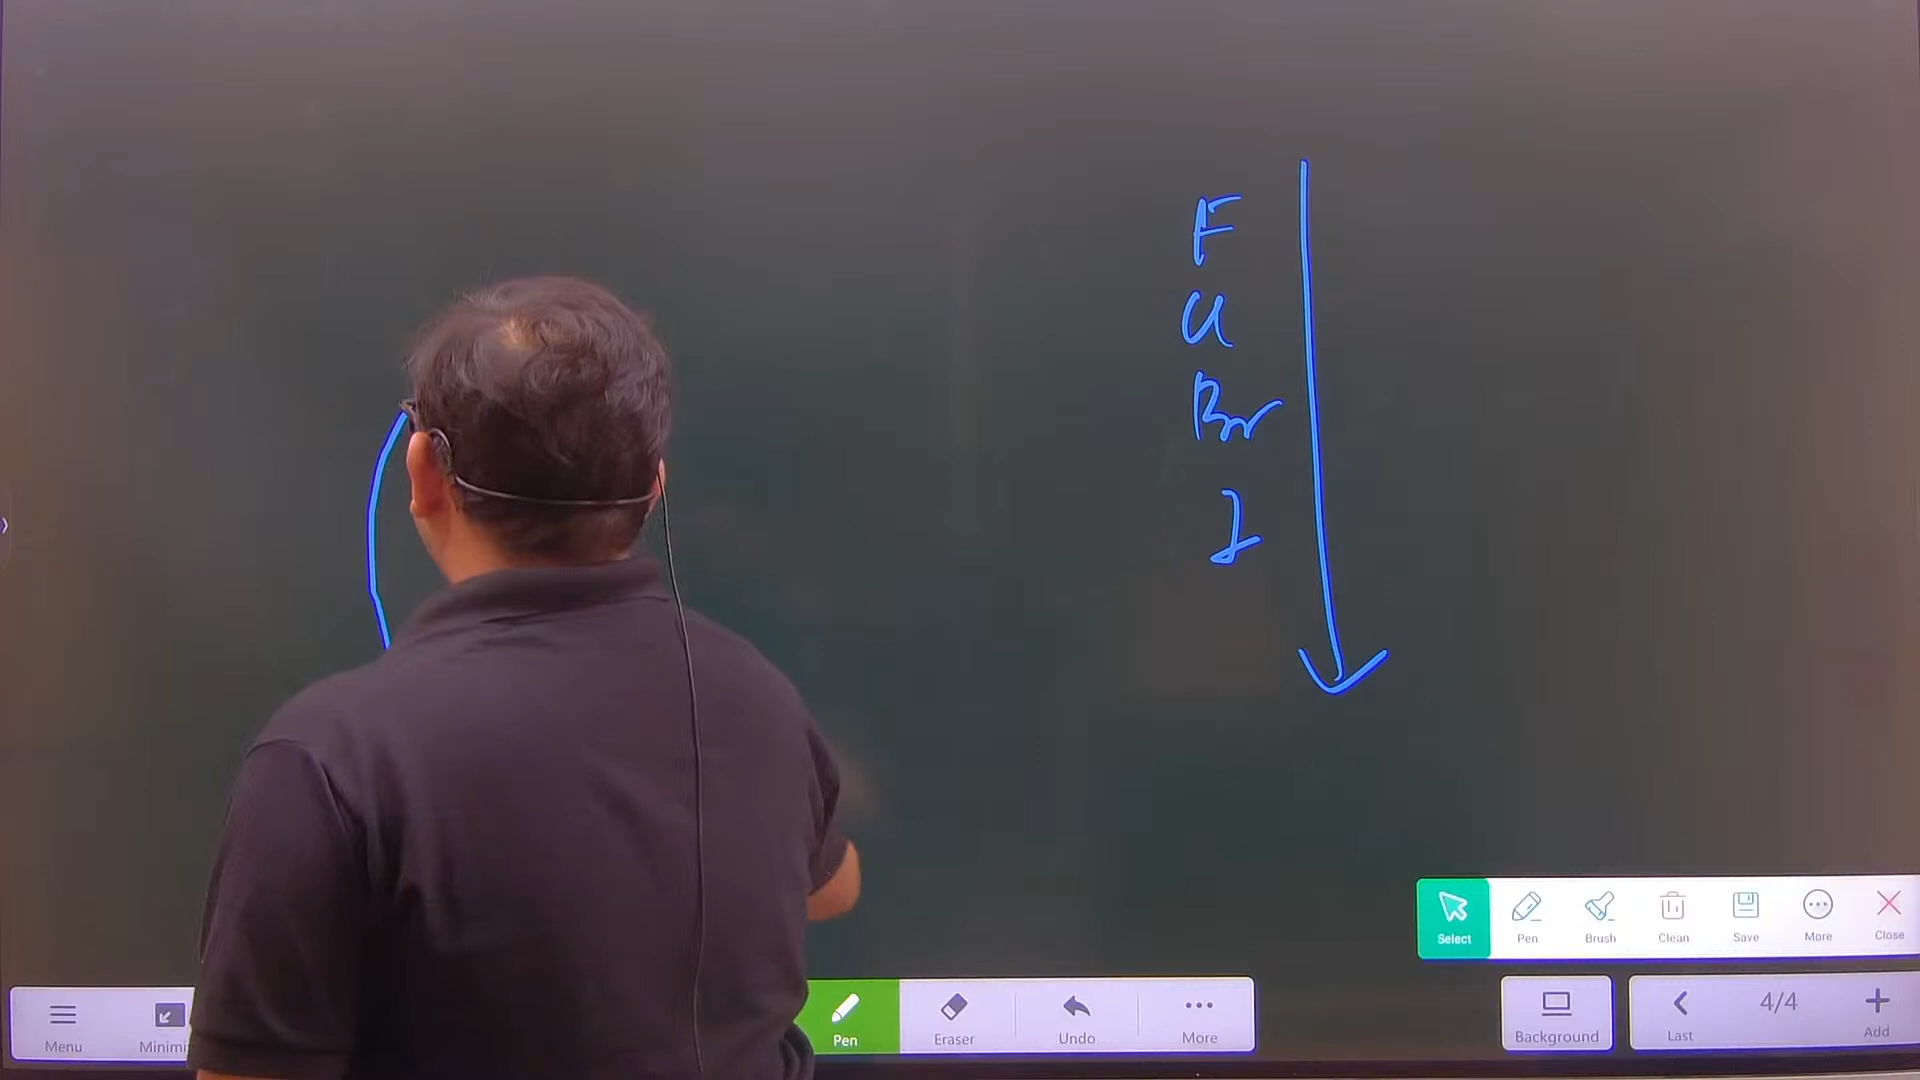 F
Cl
Br
I
Select
Pen
Brush
Clean
Save
More
Close
Menu
Minimi
Pen
Eraser
Undo
More
Background
Last
4/4
Add